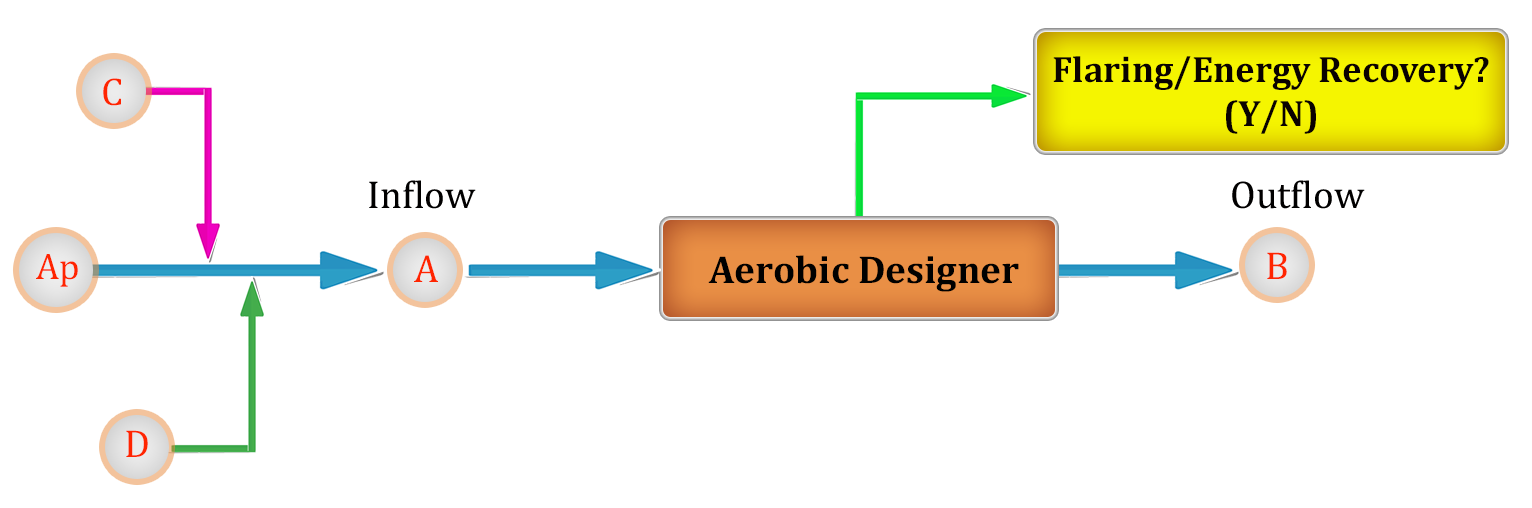 C
Flaring/Energy Recovery?
(Y/N)
Inflow
Outflow
Ap
A
Aerobic Designer
B
D